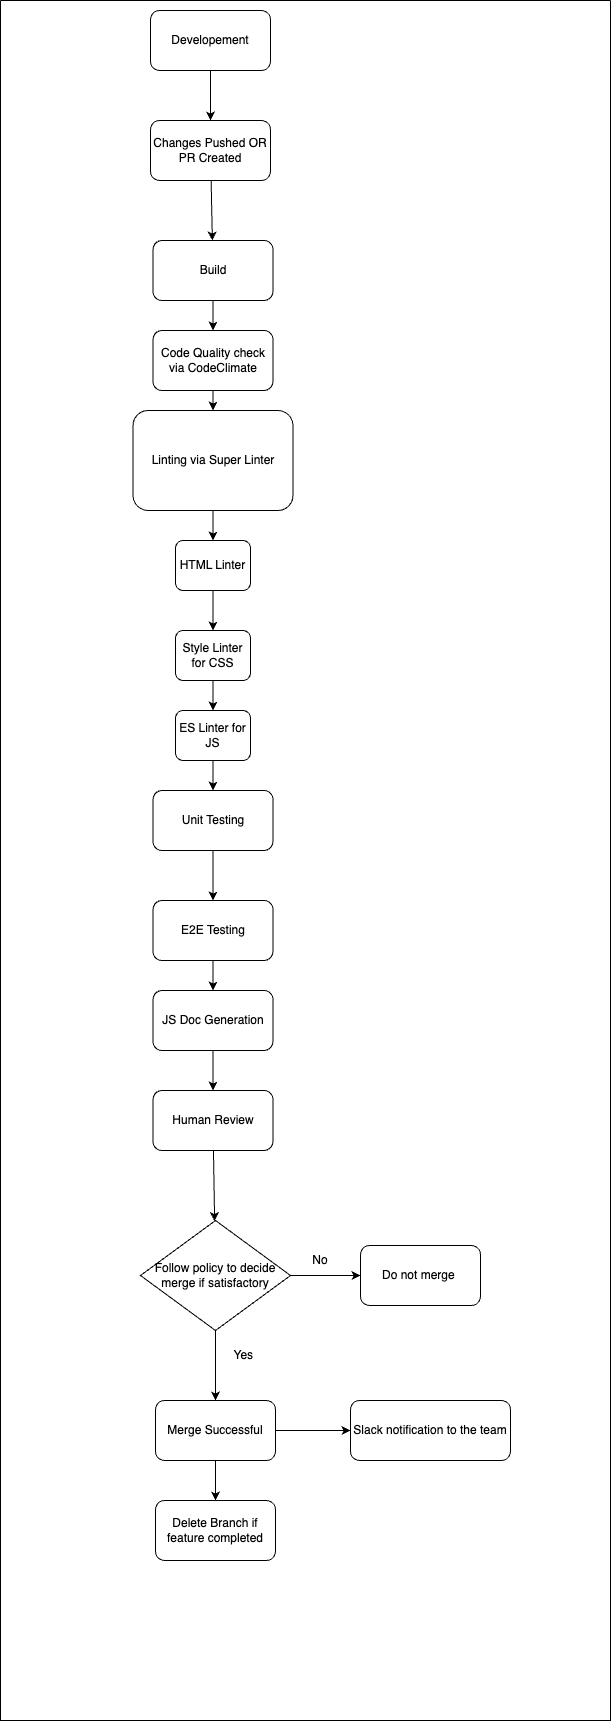 Developement
Changes Pushed OR
PR Created
Build
Code Quality check
via CodeClimate
Linting via Super Linter
HTML Linter
Style Linter
for CSS
ES Linter for
JS
Unit Testing
E2E Testing
JS Doc Generation
Human Review
Follow policy to decide
merge if satisfactory
No
Do not merge
Yes
Merge Successful
Slack notification to the team
Delete Branch if
feature completed